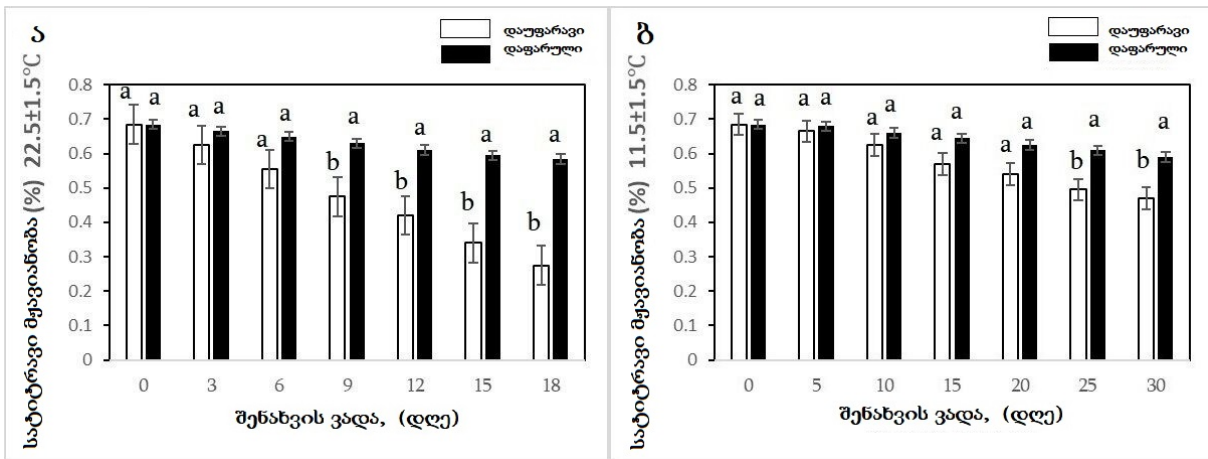 ა
დაუფარავი
დაფარული
სატიტრავი მჟავიანობა (%) 22.5±1.5°C
0.8
0.7
0.6
0.5
0.4
0.3
0.2
0.1
0
a a a a a a b a b a b a b a
0 3 6 9 12 15 18
შენახვის ვადა, (დღე)
ბ
დაუფარავი
დაფარული
სატიტრავი მჟავიანობა (%) 11.5±1.5°C
0.8
0.7
0.6
0.5
0.4
0.3
0.2
0.1
0
a a a a a a a a a a b a b a
0 5 10 15 20 25 30
შენახვის ვადა, (დღე)